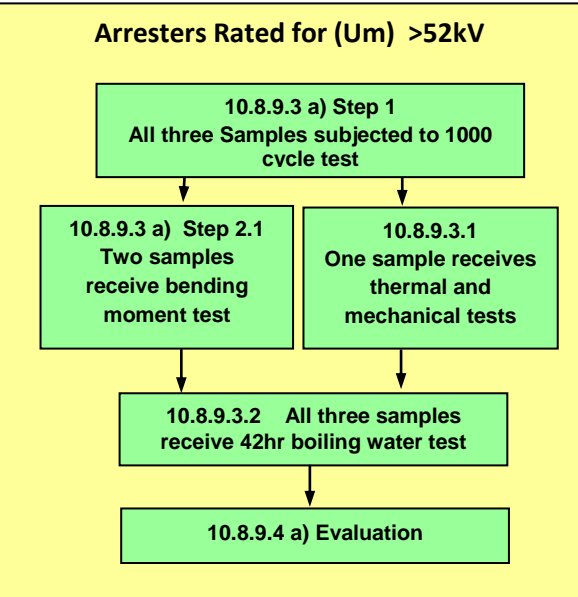 Arresters Rated for (Um) >52kV
10.8.9.3 a) Step 1
All three Samples subjected to 1000
cycle test
10.8.9.3 a) Step 2.1
Two samples
receive bending
moment test
10.8.9.3.1
One sample receives
thermal and
mechanical tests
10.8.9.3.2 All three samples
receive 42hr boiling water test
10.8.9.4 a) Evaluation